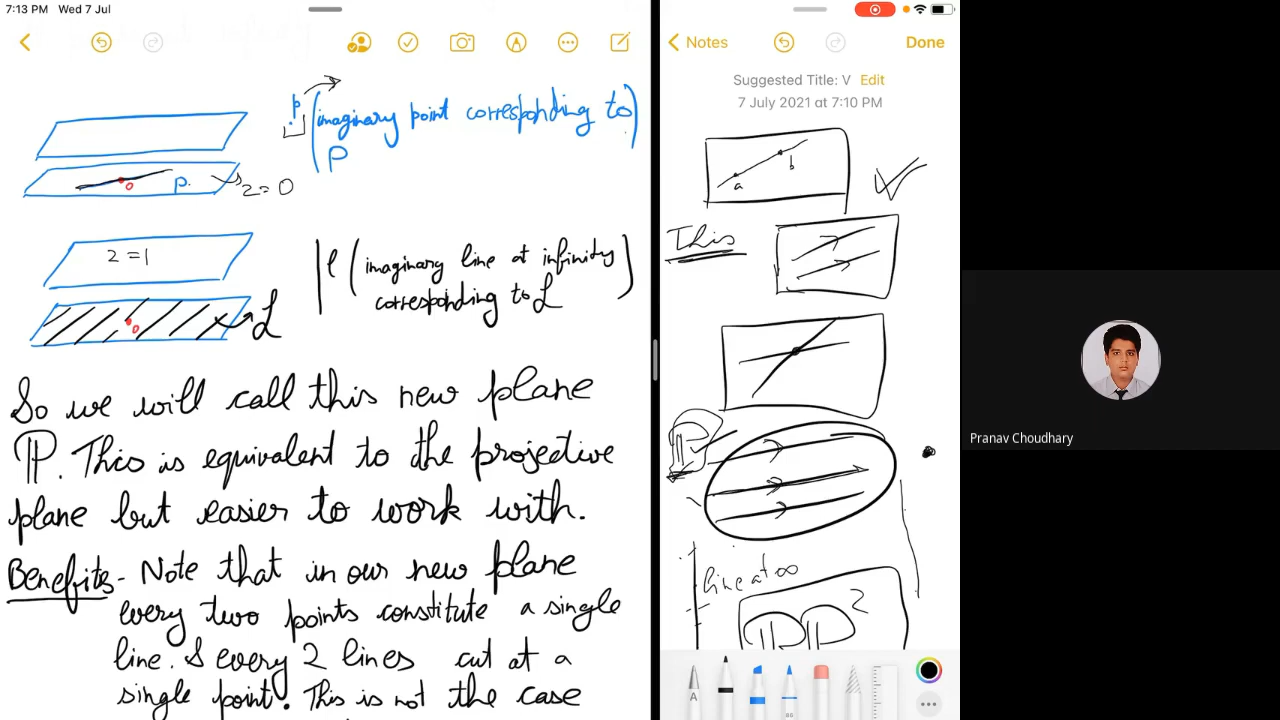 7:13 PM Wed 7 Jul
p
(imaginary point corresponding to
P)
o p.
z=0
z=1
l (imaginary line at infinity
corresponding to L)
o
L
So we will call this new plane
ℙ. This is equivalent to the projective
plane but easier to work with.
Benefits - Note that in our new plane
every two points constitute a single
line. & every 2 lines cut at a
single point. This is not the case
Notes
Done
Suggested Title: V Edit
7 July 2021 at 7:10 PM
a
b
This
ℙ
line at ∞
ℙℙ²
A
Pranav Choudhary